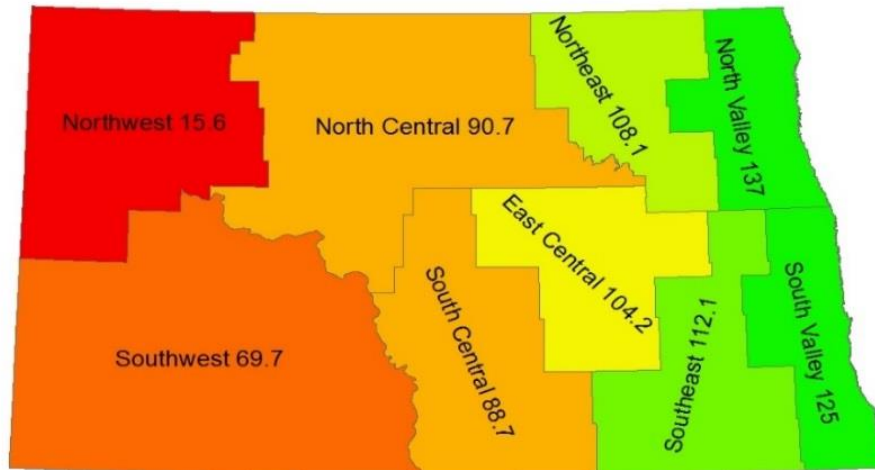 Northwest 15.6
North Central 90.7
Northeast 108.1
North Valley 137
Southwest 69.7
South Central 88.7
East Central 104.2
Southeast 112.1
South Valley 125